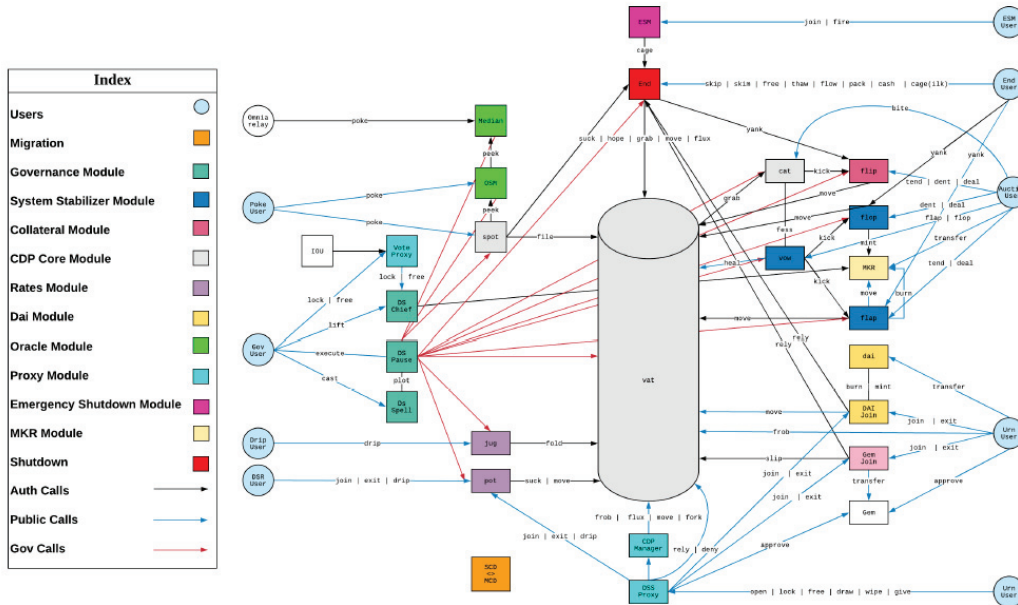 Index
Users
Migration
Governance Module
System Stabilizer Module
Collateral Module
CDP Core Module
Rates Module
Dai Module
Oracle Module
Proxy Module
Emergency Shutdown Module
MKR Module
Shutdown
Auth Calls
Public Calls
Gov Calls
ESM
join | fire
ESM
User
cage
End
skip | skim | free | thaw | flow | pack | cash | cage(ilk)
End
User
bite
Omnia
relay
poke
Median
suck | hope | grab | move | flux
yank
yank
yank
peek
cat
kick
flip
OSM
poke
grab
move
tend | dent | deal
Aucti
User
Poke
User
poke
peek
spot
file
move
flop
dent | deal
flap | flop
IOU
Vote
Proxy
fess
kick
mint
transfer
heal
vow
MKR
tend | deal
lock | free
lock | free
kick
move
burn
DS
Chief
lift
move
flap
Gov
User
execute
DS
Pause
rely
rely
vat
dai
plot
cast
DS
Spell
burn
mint
transfer
move
DAI
Join
join | exit
frob
Urn
User
Drip
User
drip
jug
fold
slip
Gem
Join
join | exit
join | exit
join | exit
transfer
approve
DSR
User
join | exit | drip
pot
suck | move
Gem
frob | flux | move | fork
join | exit | drip
CDP
Manager
rely | deny
approve
SCD
<>
MCD
DSS
Proxy
open | lock | free | draw | wipe | give
Urn
User